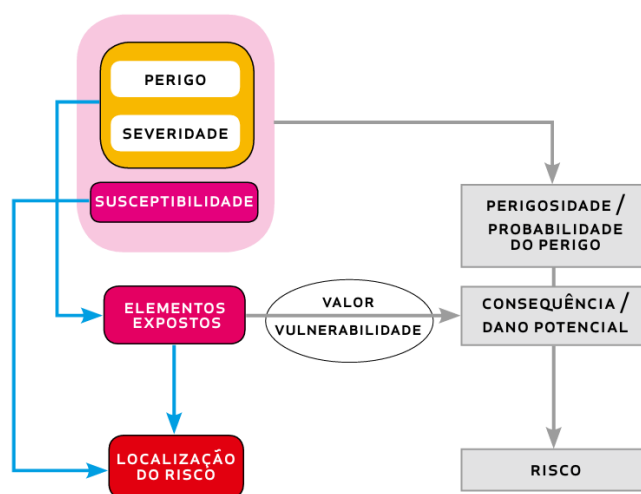 PERIGO
SEVERIDADE
SUSCEPTIBILIDADE
PERIGOSIDADE /
PROBABILIDADE
DO PERIGO
ELEMENTOS
EXPOSTOS
VALOR
VULNERABILIDADE
CONSEQUÊNCIA /
DANO POTENCIAL
LOCALIZAÇÃO
DO RISCO
RISCO